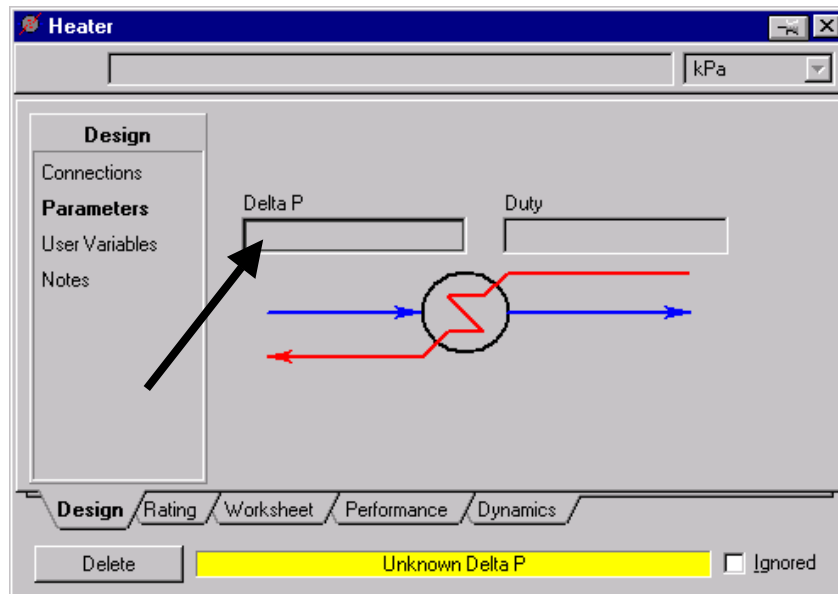 Heater
kPa
Design
Connections
Parameters
User Variables
Notes
Delta P
Duty
Design Rating Worksheet Performance Dynamics
Delete
Unknown Delta P
Ignored